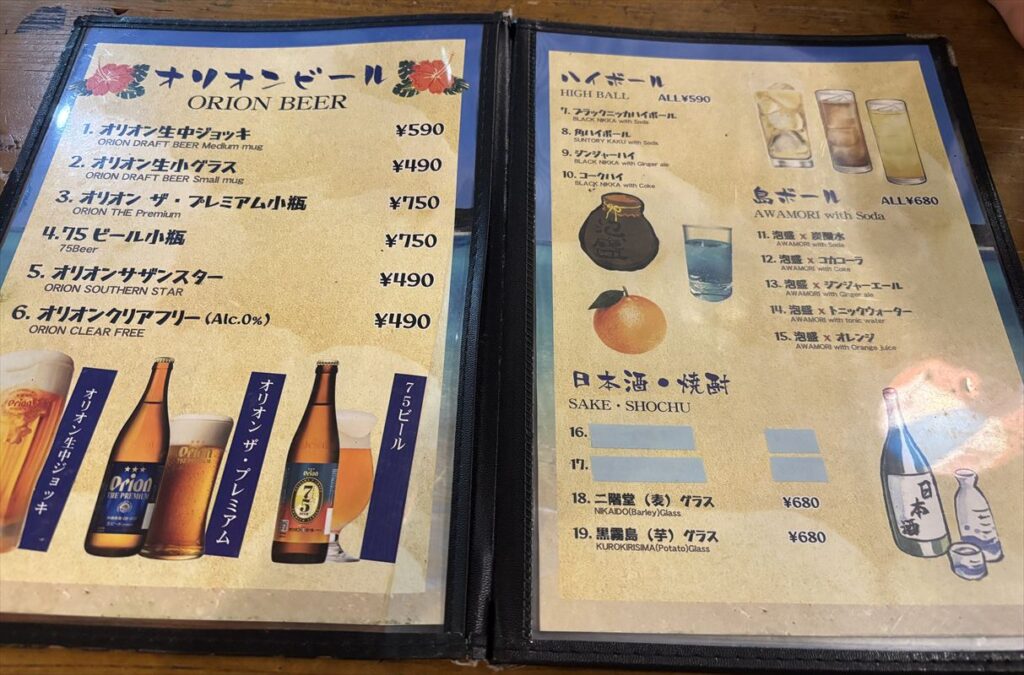 オリオンビール
ORION BEER
1. オリオン生中ジョッキ ¥590
ORION DRAFT BEER Medium mug
2. オリオン生小グラス ¥490
ORION DRAFT BEER Small mug
3. オリオン ザ・プレミアム小瓶 ¥750
ORION THE Premium
4.75 ビール小瓶 ¥750
75Beer
5. オリオンサザンスター ¥490
ORION SOUTHERN STAR
6. オリオンクリアフリー (Alc.0%) ¥490
ORION CLEAR FREE
オリオン生中ジョッキ
オリオン ザ・プレミアム
75ビール
Orion
Orion
THE PREMIUM
Orion
Orion
75
ハイボール
HIGH BALL ALL¥590
7. ブラックニッカハイボール
BLACK NIKKA with Soda
8. 角ハイボール
SUNTORY KAKU with Soda
9. ジンジャーハイ
BLACK NIKKA with Ginger ale
10. コークハイ
BLACK NIKKA with Coke
島ボール ALL¥680
AWAMORI with Soda
11. 泡盛 x 炭酸水
AWAMORI with Soda
12. 泡盛 x コカコーラ
AWAMORI with Coke
13. 泡盛 x ジンジャーエール
AWAMORI with Ginger ale
14. 泡盛 x トニックウォーター
AWAMORI with tonic water
15. 泡盛 x オレンジ
AWAMORI with Orange juice
日本酒・焼酎
SAKE・SHOCHU
16.
17.
18. 二階堂（麦）グラス ¥680
NIKAIDO(Barley)Glass
19. 黒霧島（芋）グラス ¥680
KUROKIRISIMA(Potato)Glass
日本酒